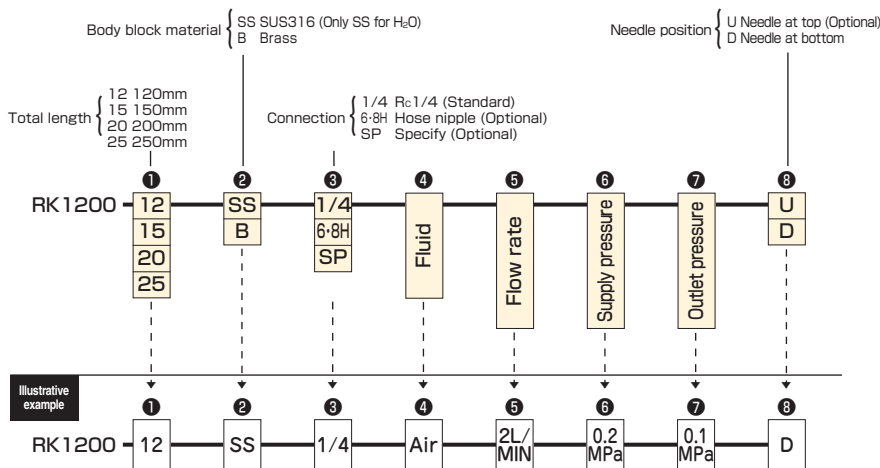 Body block material { SS SUS316 (Only SS for H₂O)
B Brass
Needle position { U Needle at top (Optional)
D Needle at bottom
Total length { 12 120mm
15 150mm
20 200mm
25 250mm
Connection { 1/4 Rc1/4 (Standard)
6·8H Hose nipple (Optional)
SP Specify (Optional)
❶ ❷ ❸ ❹ ❺ ❻ ❼ ❽
RK1200 12 SS 1/4 Fluid Flow rate Supply pressure Outlet pressure U
15 B 6·8H D
20 SP
25
Illustrative
example
❶ ❷ ❸ ❹ ❺ ❻ ❼ ❽
RK1200 12 SS 1/4 Air 2L/MIN 0.2 MPa 0.1 MPa D